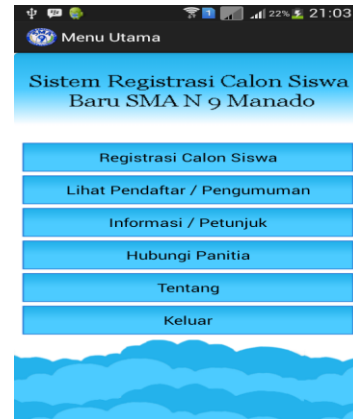 22% 21:03
Menu Utama
Sistem Registrasi Calon Siswa
Baru SMA N 9 Manado
Registrasi Calon Siswa
Lihat Pendaftar / Pengumuman
Informasi / Petunjuk
Hubungi Panitia
Tentang
Keluar